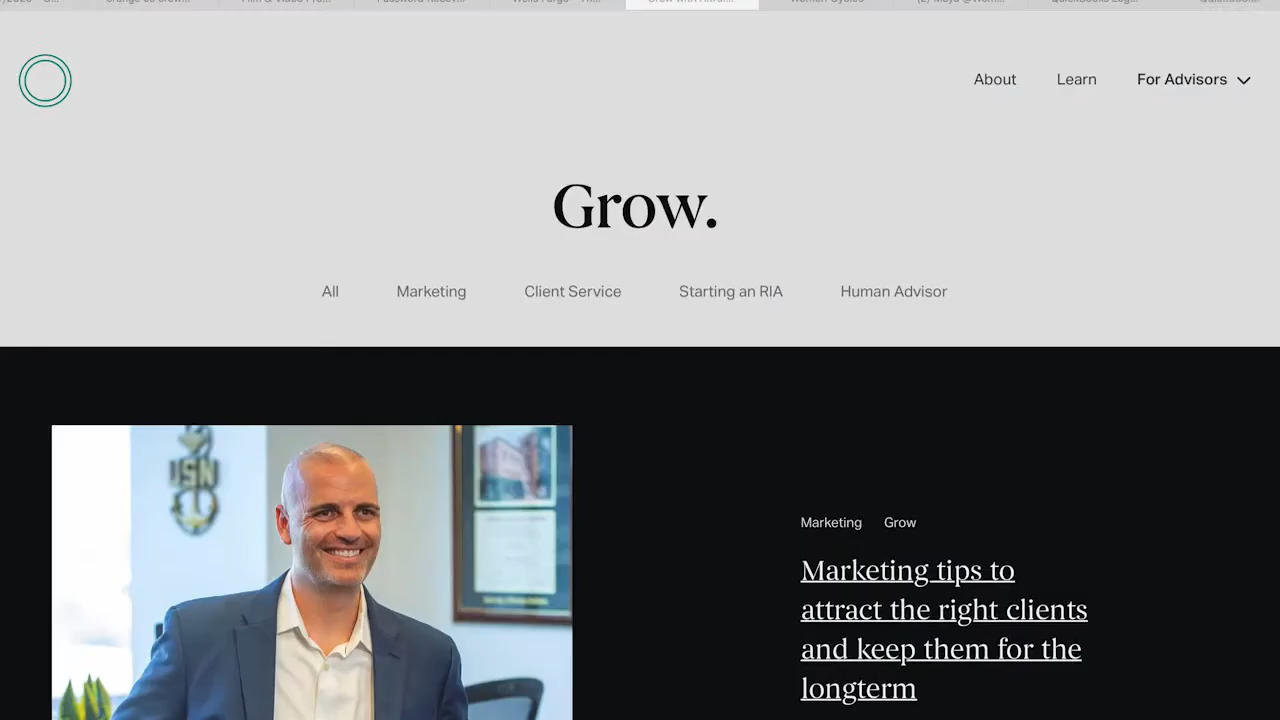 About Learn For Advisors
Grow.
All Marketing Client Service Starting an RIA Human Advisor
USN
Marketing Grow
Marketing tips to
attract the right clients
and keep them for the
longterm